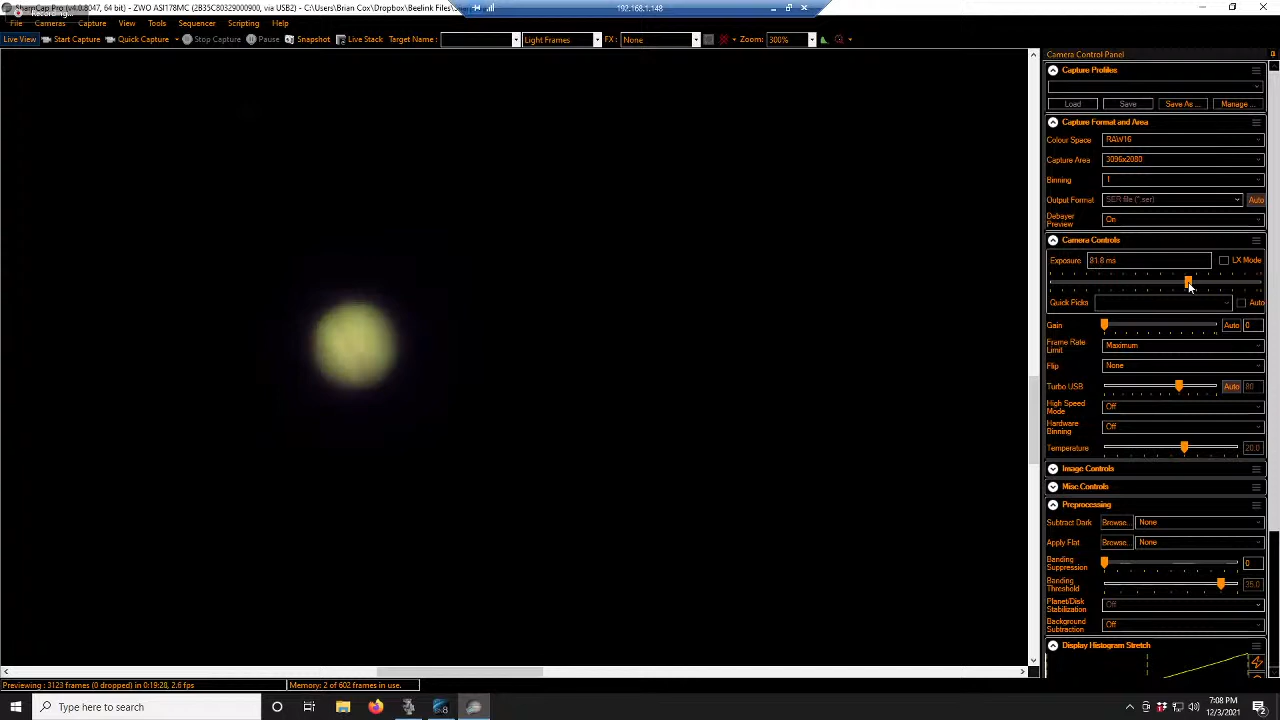 SharpCap Pro (v4.0.8047, 64 bit) - ZWO ASI178MC (2B35C80329000900, via USB2) - C:\Users\Brian Cox\Dropbox\Beelink Files\S
Recording...
192.168.1.148
File Cameras Capture View Tools Sequencer Scripting Help
Live View Start Capture Quick Capture Stop Capture Pause Snapshot Live Stack Target Name : Light Frames FX : None Zoom: 300%
Camera Control Panel
Capture Profiles
Load Save Save As ... Manage ...
Capture Format and Area
Colour Space RAW16
Capture Area 3096x2080
Binning 1
Output Format SER file (*.ser) Auto
Debayer Preview On
Camera Controls
Exposure 81.8 ms LX Mode
Quick Picks Auto
Gain Auto 0
Frame Rate Limit Maximum
Flip None
Turbo USB Auto 80
High Speed Mode Off
Hardware Binning Off
Temperature 20.0
Image Controls
Misc Controls
Preprocessing
Subtract Dark Browse... None
Apply Flat Browse... None
Banding Suppression 0
Banding Threshold 35.0
Planet/Disk Stabilization Off
Background Subtraction Off
Display Histogram Stretch
Previewing : 3123 frames (0 dropped) in 0:19:28, 2.6 fps Memory: 2 of 602 frames in use.
Type here to search
7:08 PM
12/3/2021
2